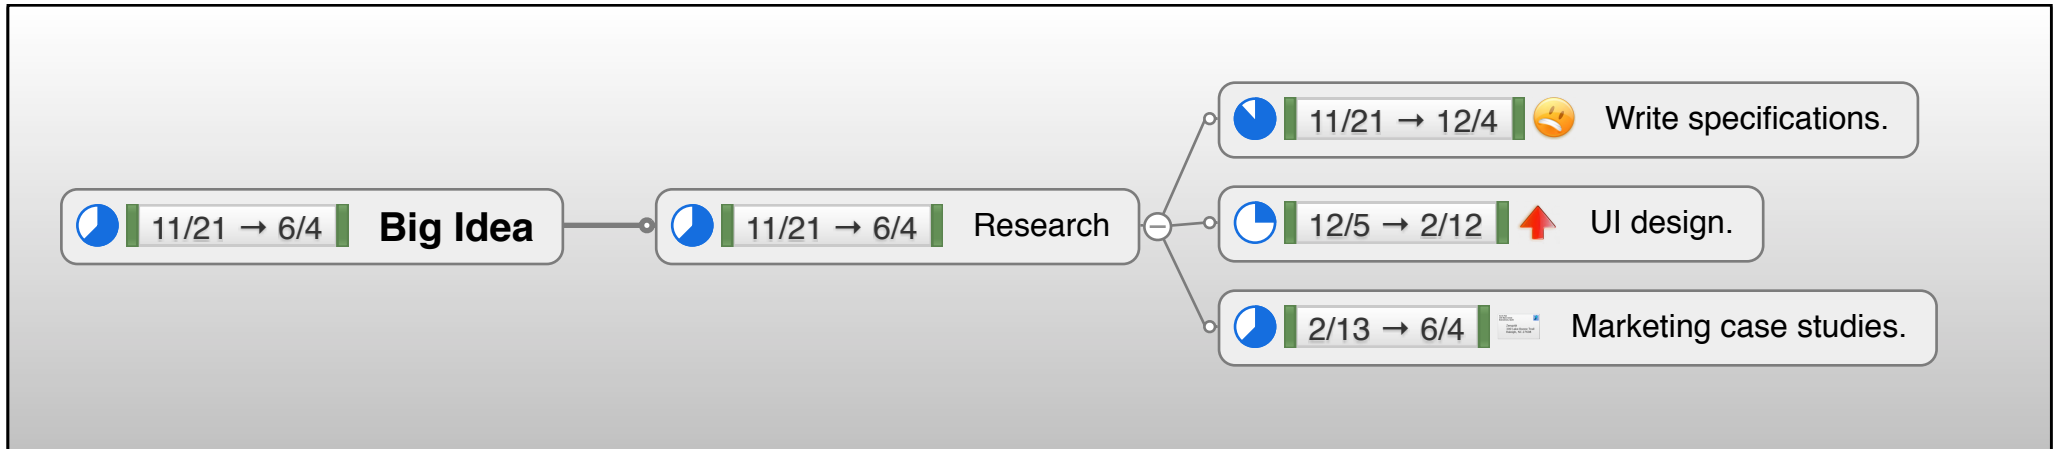 11/21 → 12/4 Write specifications.
11/21 → 6/4 Big Idea
11/21 → 6/4 Research
12/5 → 2/12 UI design.
2/13 → 6/4 Marketing case studies.